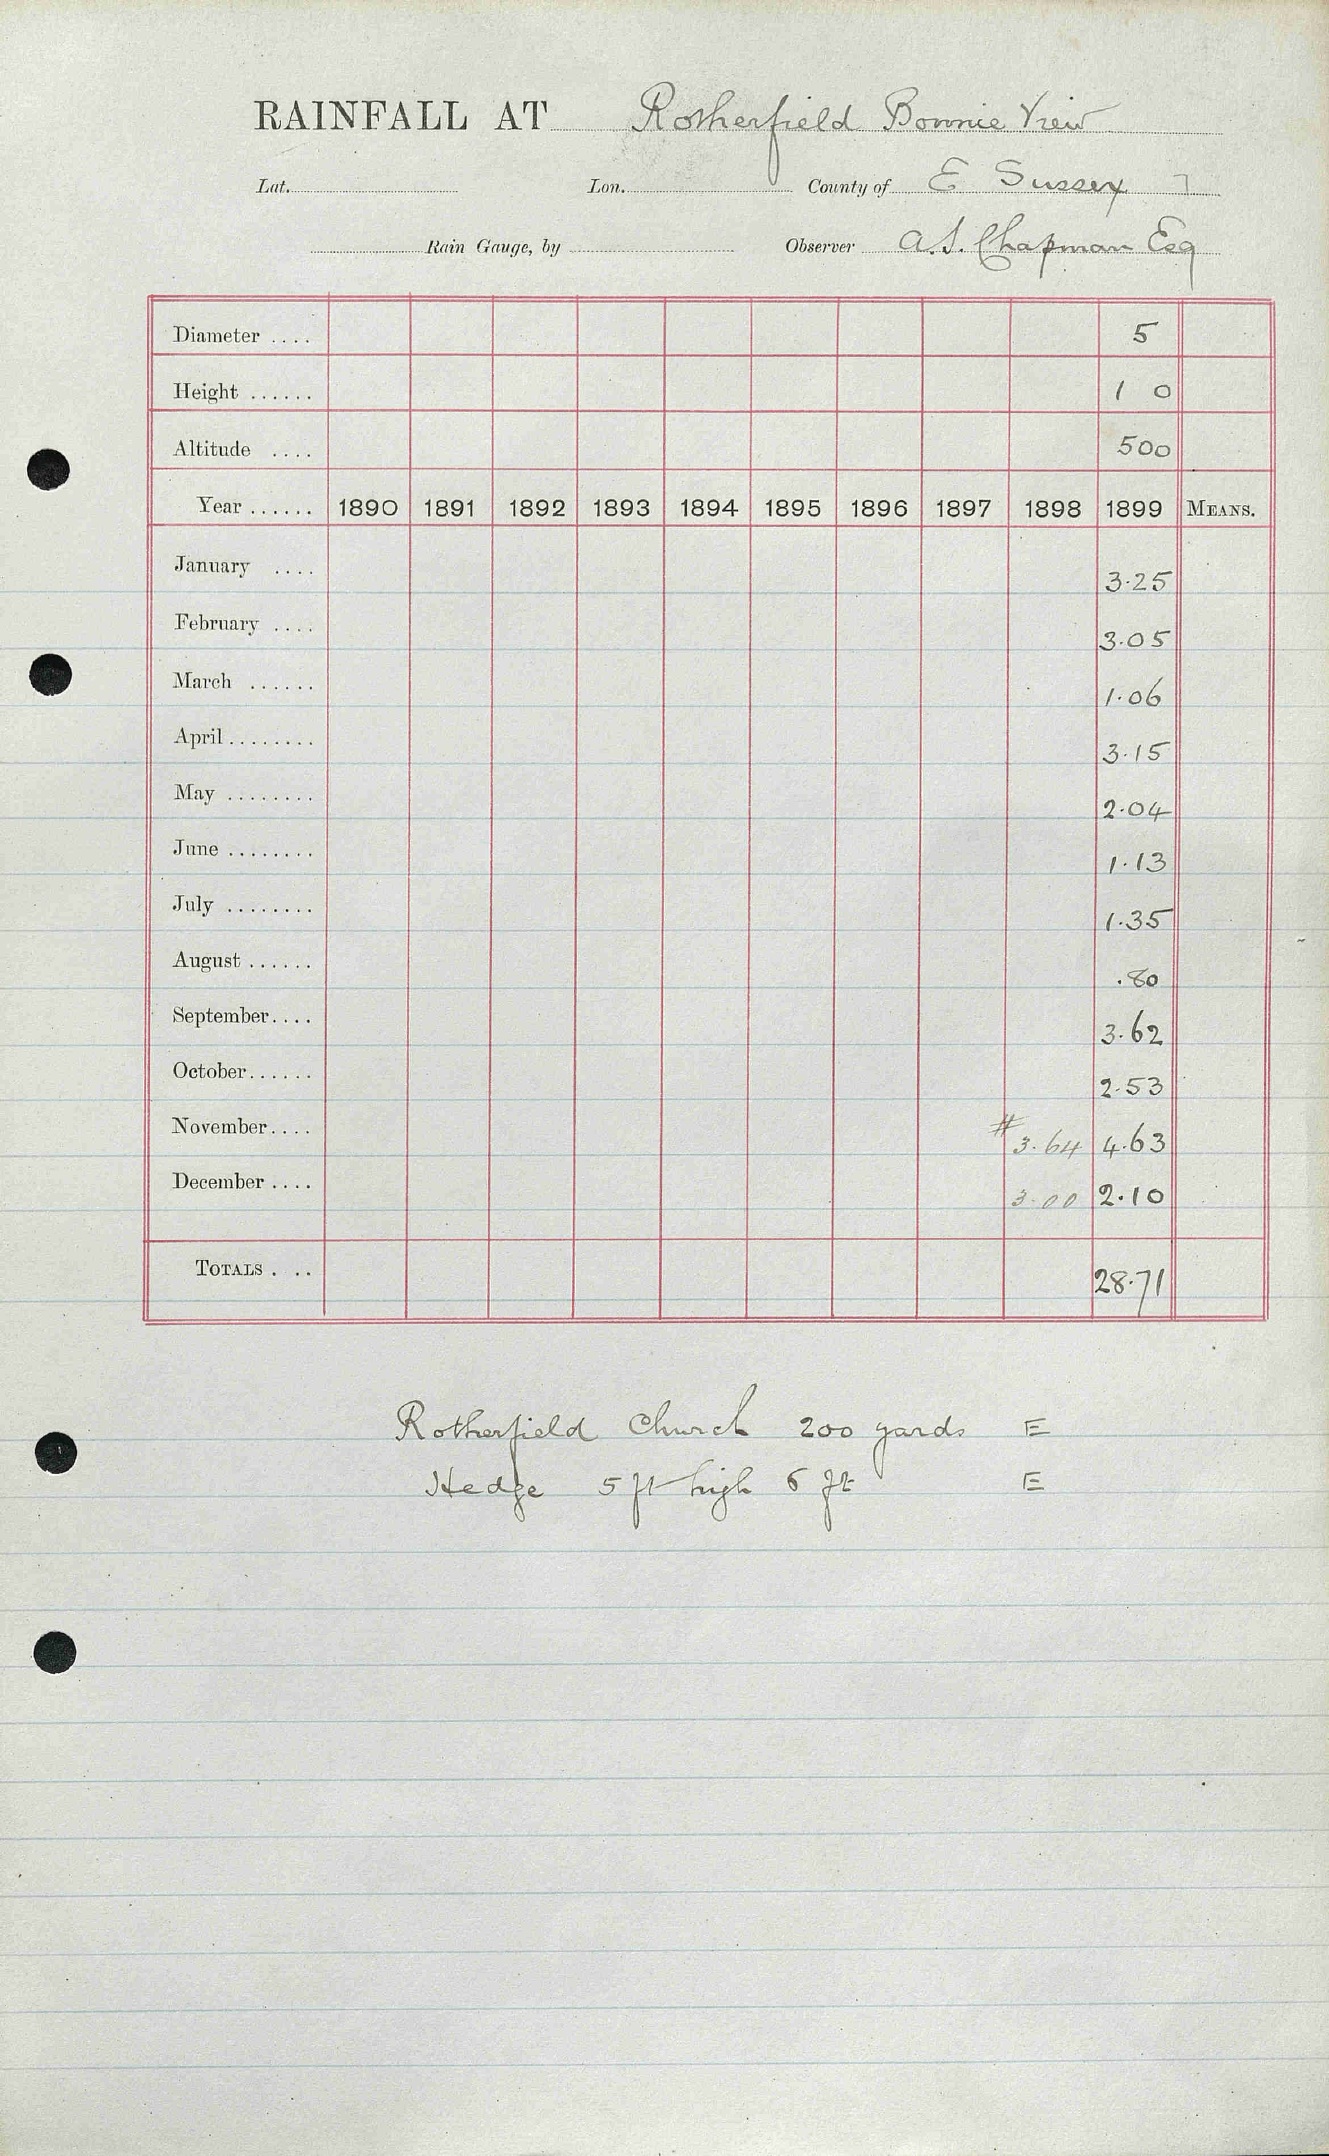 RAINFALL AT Rotherfield Bonnie View
Lat. Lon. County of E Sussex 7
Rain Gauge, by Observer A.S. Chapman Esq
Diameter .... 5
Height ...... 1 0
Altitude .... 500
Year ...... 1890 1891 1892 1893 1894 1895 1896 1897 1898 1899 MEANS.
January .... 3.25
February .... 3.05
March ...... 1.06
April ........ 3.15
May ........ 2.04
June ........ 1.13
July ........ 1.35
August ...... .80
September.... 3.62
October...... 2.53
November.... # 3.64 4.63
December .... 3.00 2.10
TOTALS . .. 28.71
Rotherfield Church 200 yards E
Hedge 5 ft high 6 ft E